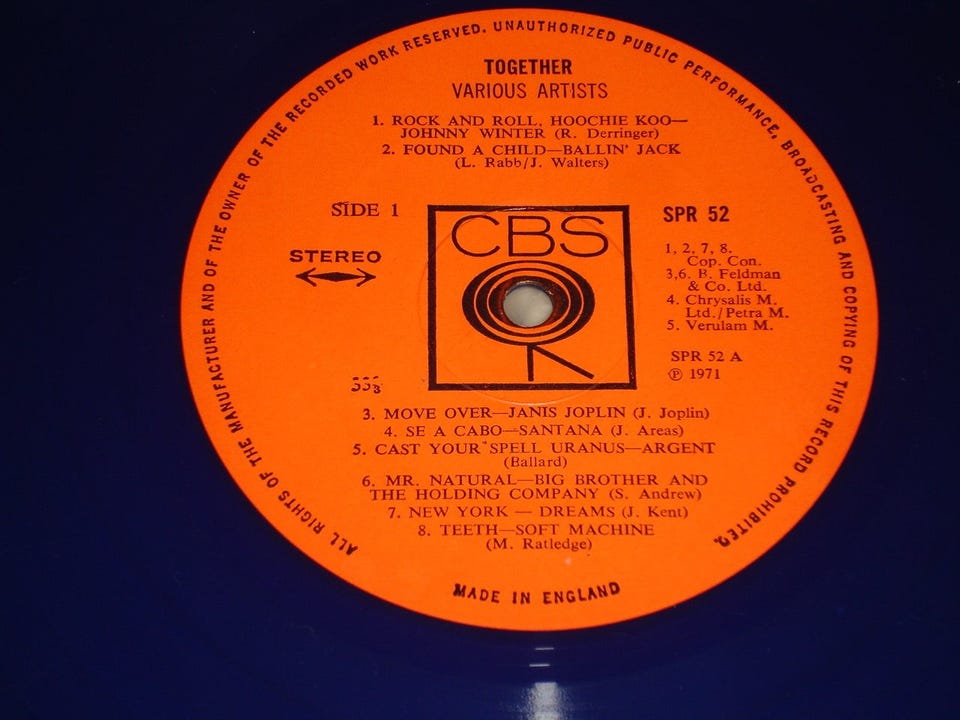 ALL RIGHTS OF THE MANUFACTURER AND OF THE OWNER OF THE RECORDED WORK RESERVED. UNAUTHORIZED PUBLIC PERFORMANCE, BROADCASTING AND COPYING OF THIS RECORD PROHIBITED.
TOGETHER
VARIOUS ARTISTS
1. ROCK AND ROLL, HOOCHIE KOO—
JOHNNY WINTER (R. Derringer)
2. FOUND A CHILD—BALLIN' JACK
(L. Rabb/J. Walters)
SIDE 1
STEREO
33⅓
CBS
SPR 52
1, 2, 7, 8.
Cop. Con.
3,6. B. Feldman
& Co. Ltd.
4. Chrysalis M.
Ltd./Petra M.
5. Verulam M.
SPR 52 A
℗ 1971
3. MOVE OVER—JANIS JOPLIN (J. Joplin)
4. SE A CABO—SANTANA (J. Areas)
5. CAST YOUR SPELL URANUS—ARGENT
(Ballard)
6. MR. NATURAL—BIG BROTHER AND
THE HOLDING COMPANY (S. Andrew)
7. NEW YORK — DREAMS (J. Kent)
8. TEETH—SOFT MACHINE
(M. Ratledge)
MADE IN ENGLAND